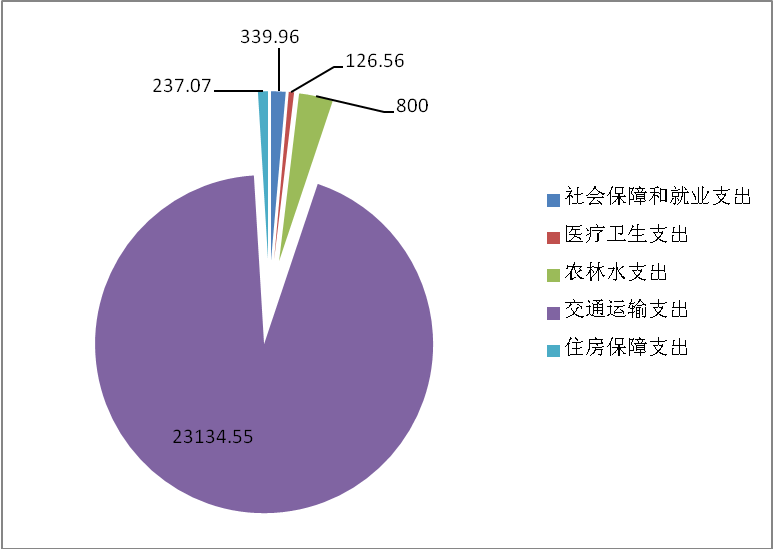 339.96
126.56
237.07
800
社会保障和就业支出
医疗卫生支出
农林水支出
交通运输支出
住房保障支出
23134.55